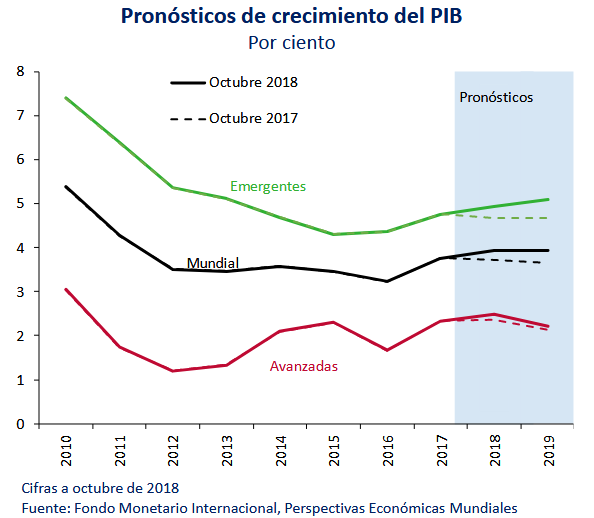 Pronósticos de crecimiento del PIB
Por ciento
8
7
6
5
4
3
2
1
0
Octubre 2018
Octubre 2017
Pronósticos
Emergentes
Mundial
Avanzadas
2010
2011
2012
2013
2014
2015
2016
2017
2018
2019
Cifras a octubre de 2018
Fuente: Fondo Monetario Internacional, Perspectivas Económicas Mundiales